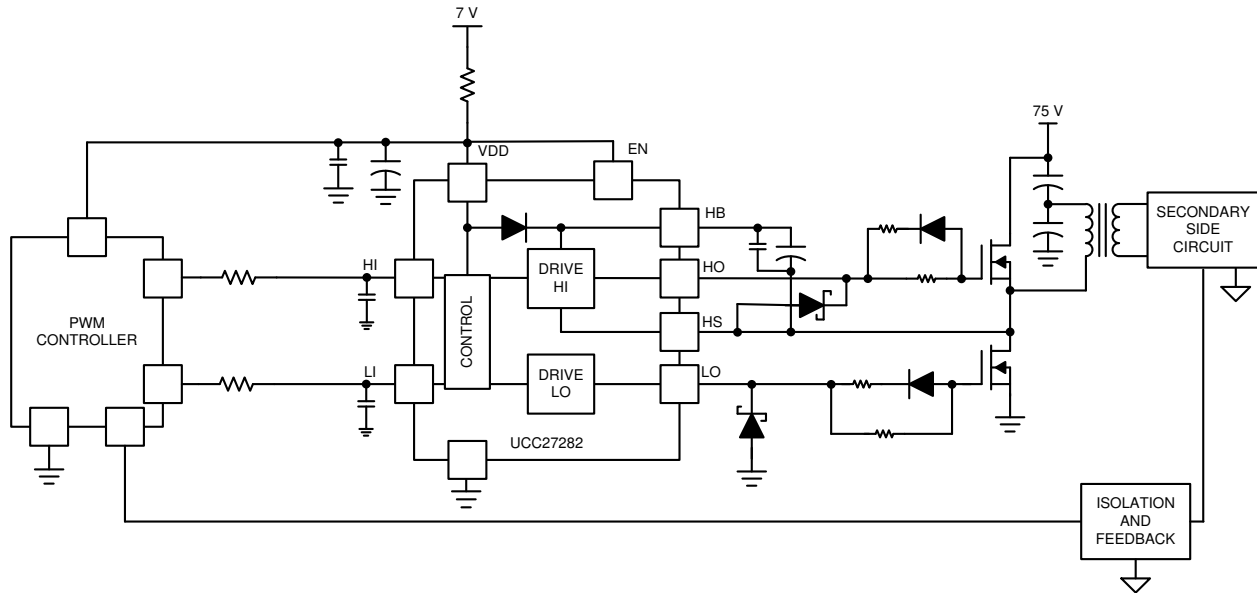 7 V
75 V
VDD
EN
HB
SECONDARY
SIDE
CIRCUIT
HI
DRIVE
HI
HO
PWM
CONTROLLER
CONTROL
HS
LI
DRIVE
LO
LO
UCC27282
ISOLATION
AND
FEEDBACK